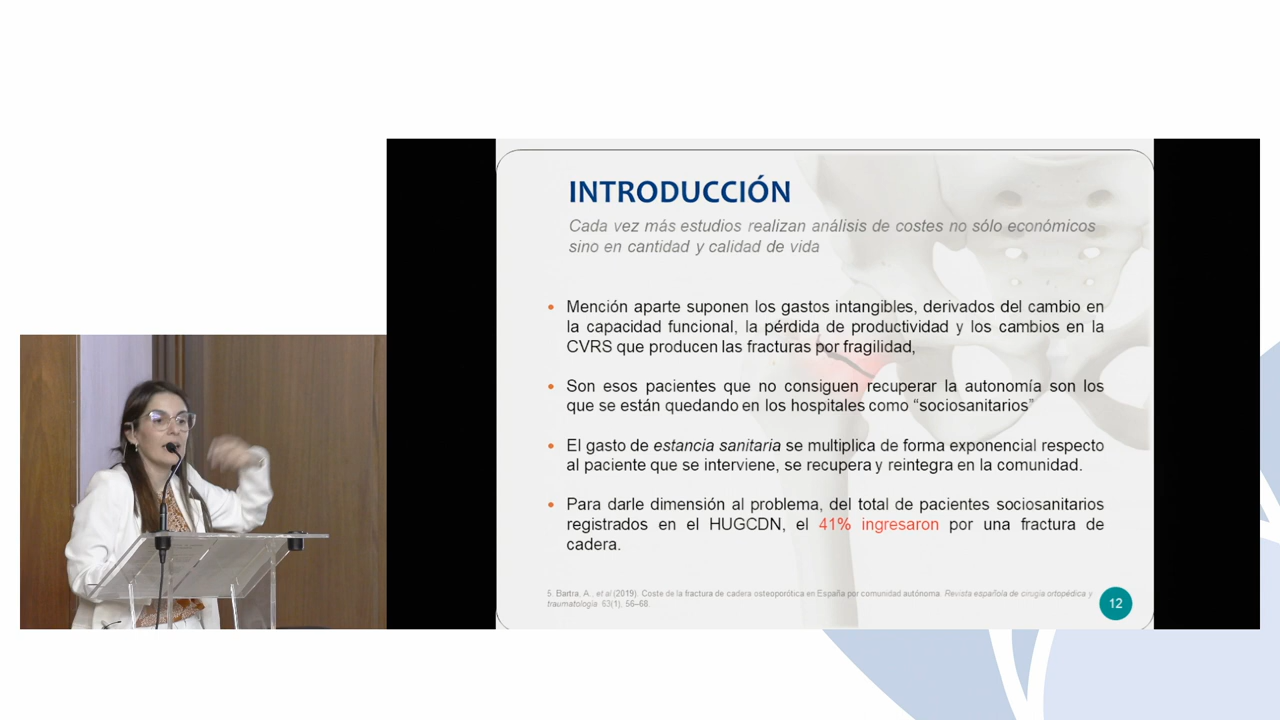 INTRODUCCIÓN
Cada vez más estudios realizan análisis de costes no sólo económicos
sino en cantidad y calidad de vida
• Mención aparte suponen los gastos intangibles, derivados del cambio en
la capacidad funcional, la pérdida de productividad y los cambios en la
CVRS que producen las fracturas por fragilidad,
• Son esos pacientes que no consiguen recuperar la autonomía son los
que se están quedando en los hospitales como “sociosanitarios”
• El gasto de estancia sanitaria se multiplica de forma exponencial respecto
al paciente que se interviene, se recupera y reintegra en la comunidad.
• Para darle dimensión al problema, del total de pacientes sociosanitarios
registrados en el HUGCDN, el 41% ingresaron por una fractura de
cadera.
5. Bartra, A., et al (2019). Coste de la fractura de cadera osteoporótica en España por comunidad autónoma. Revista española de cirugía ortopédica y
traumatología 63(1), 56–68.
12